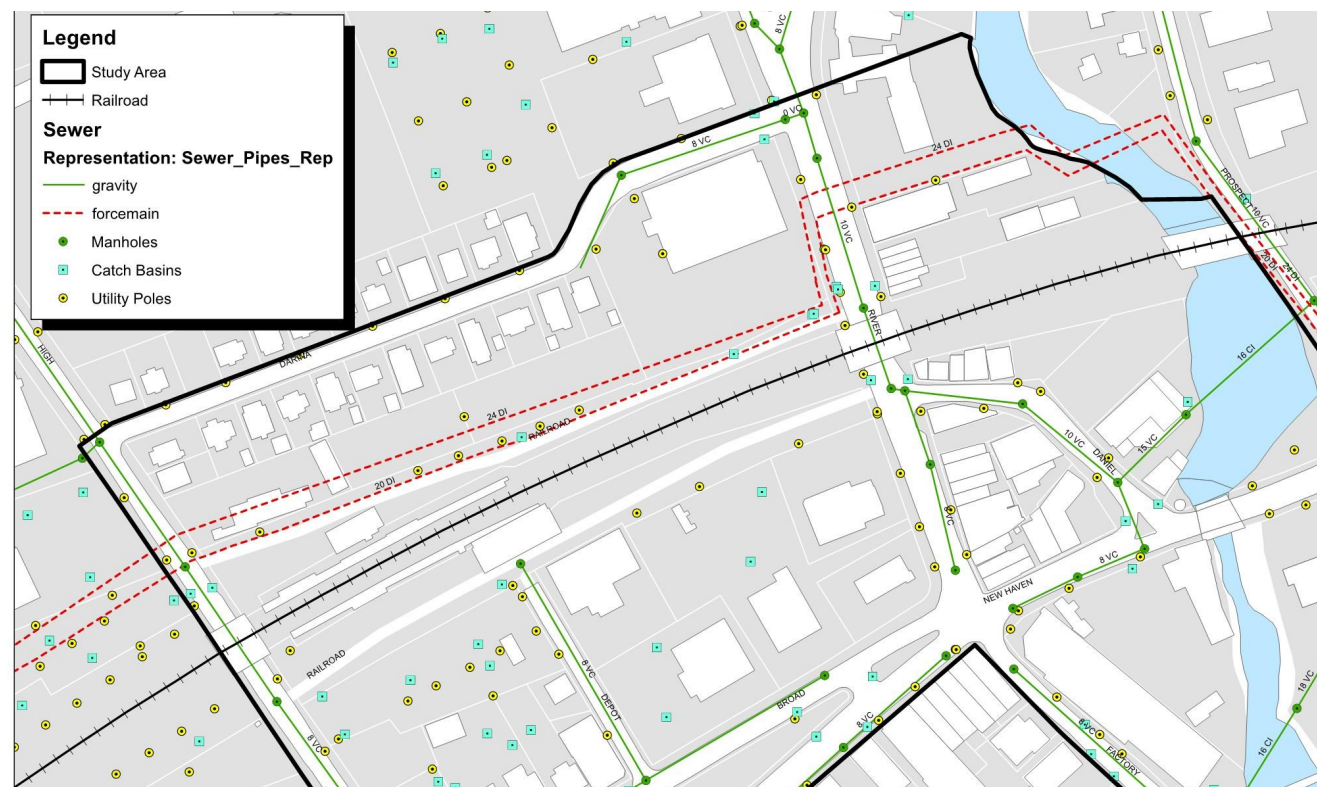 Legend
Study Area
Railroad
Sewer
Representation: Sewer_Pipes_Rep
gravity
forcemain
Manholes
Catch Basins
Utility Poles
8 VC
0 VC
8 VC
24 DI
PROSPECT
10 VC
10 VC
20 DI
24 DI
HIGH
RIVER
16 CI
24 DI
RAILROAD
10 VC
15 VC
DANIEL
20 DI
8 VC
8 VC
NEW HAVEN
RAILROAD
8 VC
DEPOT
BROAD
18 VC
8 VC
8 VC
FACTORY
16 CI